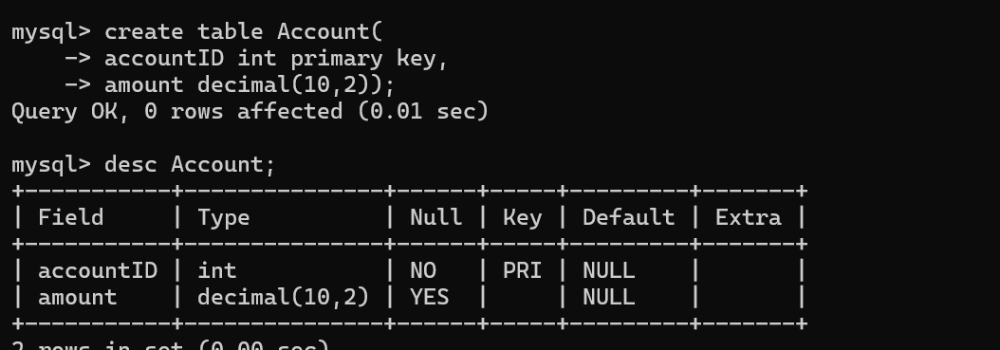 mysql> create table Account(
    -> accountID int primary key,
    -> amount decimal(10,2));
Query OK, 0 rows affected (0.01 sec)

mysql> desc Account;
+-----------+---------------+------+-----+---------+-------+
| Field     | Type          | Null | Key | Default | Extra |
+-----------+---------------+------+-----+---------+-------+
| accountID | int           | NO   | PRI | NULL    |       |
| amount    | decimal(10,2) | YES  |     | NULL    |       |
+-----------+---------------+------+-----+---------+-------+
2 rows in set (0.00 sec)